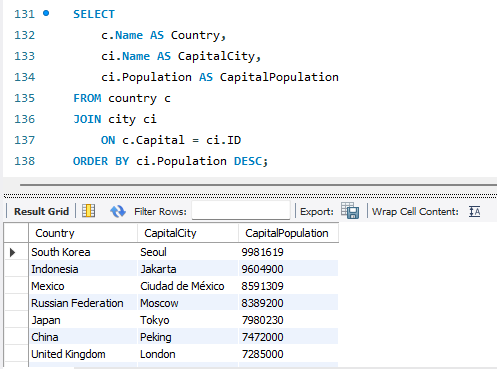 131 SELECT
132 c.Name AS Country,
133 ci.Name AS CapitalCity,
134 ci.Population AS CapitalPopulation
135 FROM country c
136 JOIN city ci
137 ON c.Capital = ci.ID
138 ORDER BY ci.Population DESC;
Result Grid Filter Rows: Export: Wrap Cell Content:
Country CapitalCity CapitalPopulation
South Korea Seoul 9981619
Indonesia Jakarta 9604900
Mexico Ciudad de México 8591309
Russian Federation Moscow 8389200
Japan Tokyo 7980230
China Peking 7472000
United Kingdom London 7285000